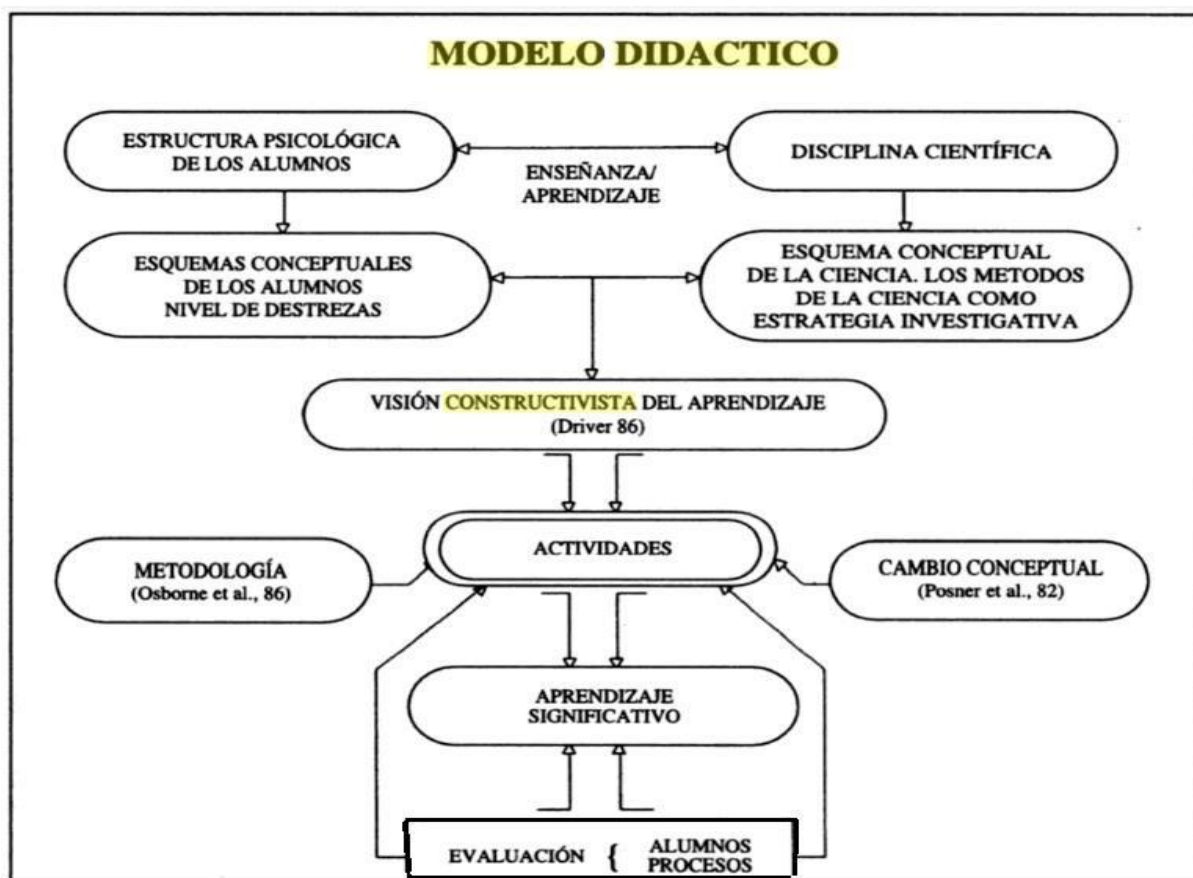 MODELO DIDACTICO
ESTRUCTURA PSICOLÓGICA
DE LOS ALUMNOS
DISCIPLINA CIENTÍFICA
ENSEÑANZA/
APRENDIZAJE
ESQUEMAS CONCEPTUALES
DE LOS ALUMNOS
NIVEL DE DESTREZAS
ESQUEMA CONCEPTUAL
DE LA CIENCIA. LOS METODOS
DE LA CIENCIA COMO
ESTRATEGIA INVESTIGATIVA
VISIÓN CONSTRUCTIVISTA DEL APRENDIZAJE
(Driver 86)
ACTIVIDADES
METODOLOGÍA
(Osborne et al., 86)
CAMBIO CONCEPTUAL
(Posner et al., 82)
APRENDIZAJE
SIGNIFICATIVO
EVALUACIÓN { ALUMNOS
PROCESOS